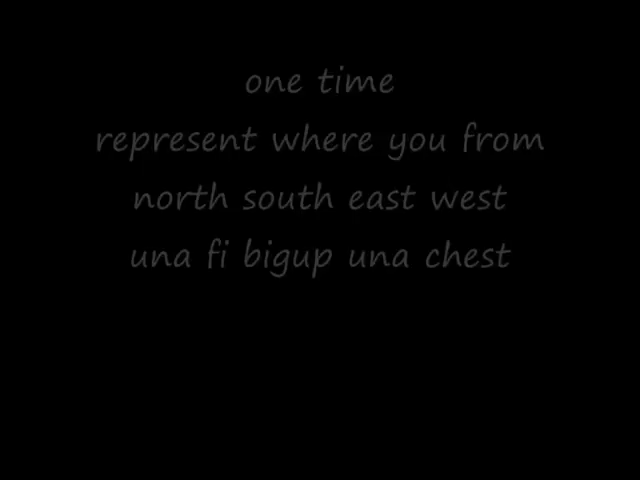 one time
represent where you from
north south east west
una fi bigup una chest